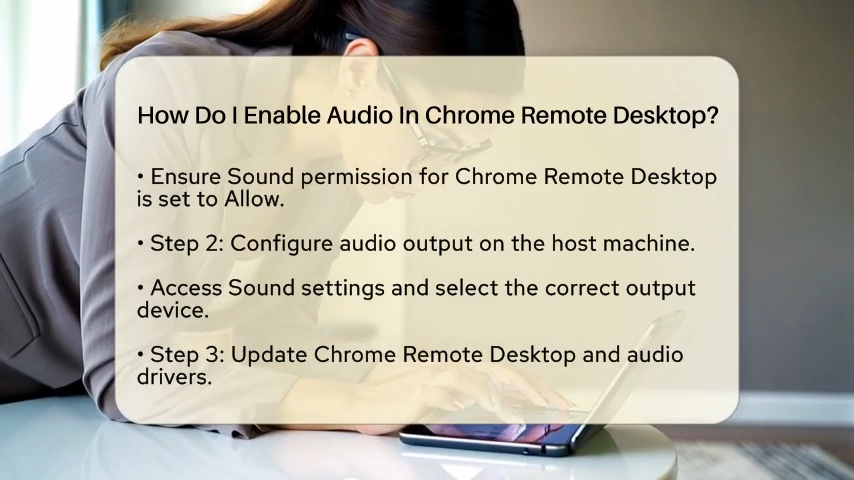 How Do I Enable Audio In Chrome Remote Desktop?
• Ensure Sound permission for Chrome Remote Desktop
is set to Allow.
• Step 2: Configure audio output on the host machine.
• Access Sound settings and select the correct output
device.
• Step 3: Update Chrome Remote Desktop and audio
drivers.